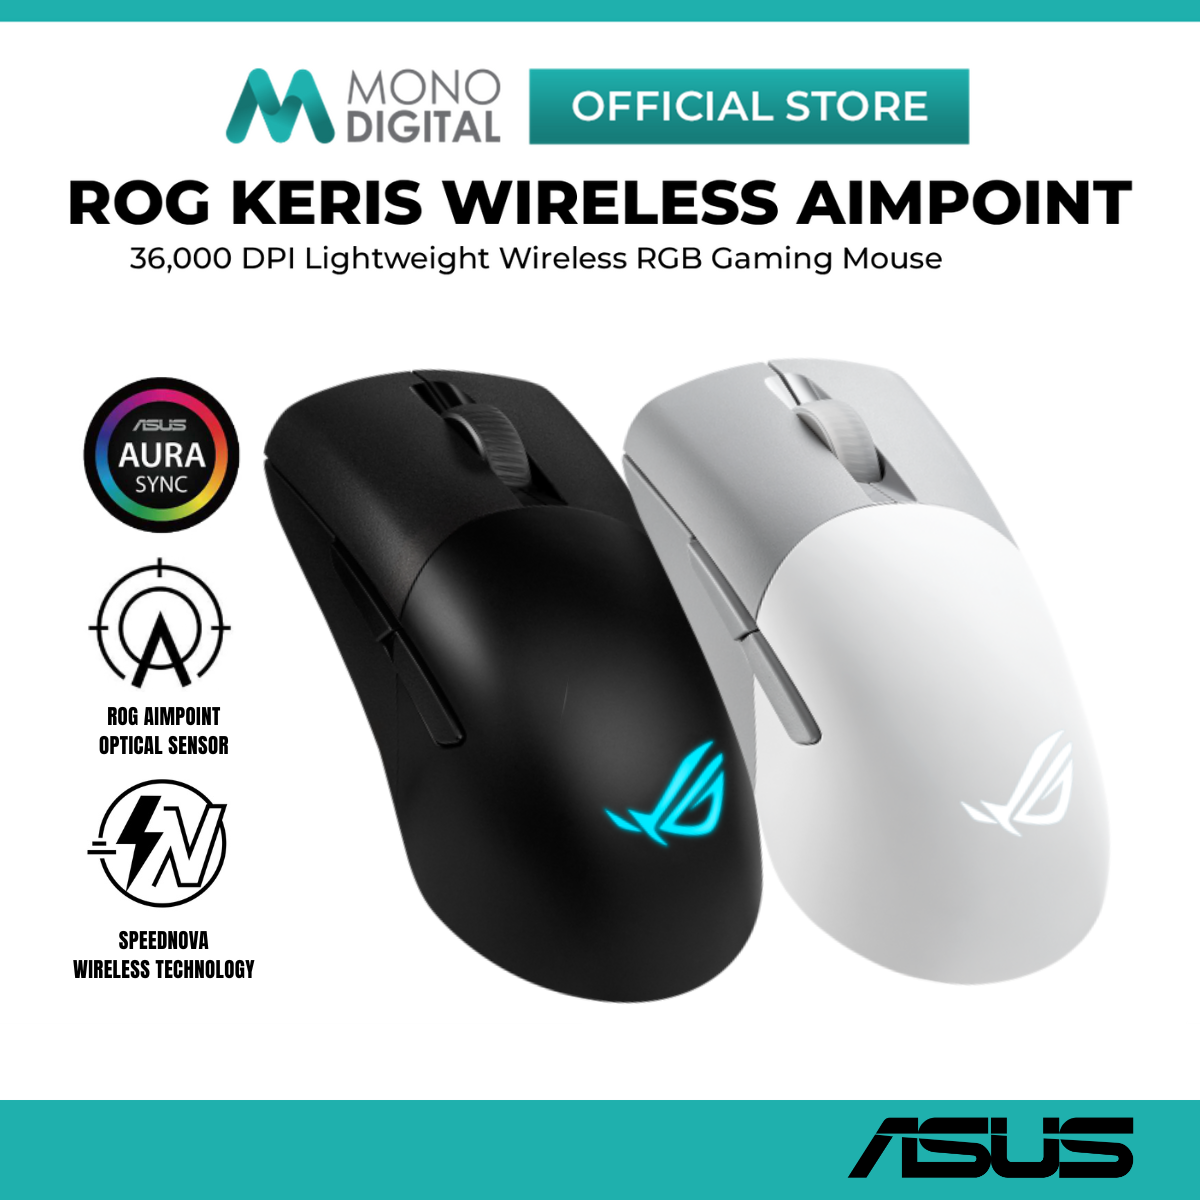 MONO
DIGITAL
OFFICIAL STORE
ROG KERIS WIRELESS AIMPOINT
36,000 DPI Lightweight Wireless RGB Gaming Mouse
ASUS
AURA
SYNC
ROG AIMPOINT
OPTICAL SENSOR
SPEEDNOVA
WIRELESS TECHNOLOGY
ASUS